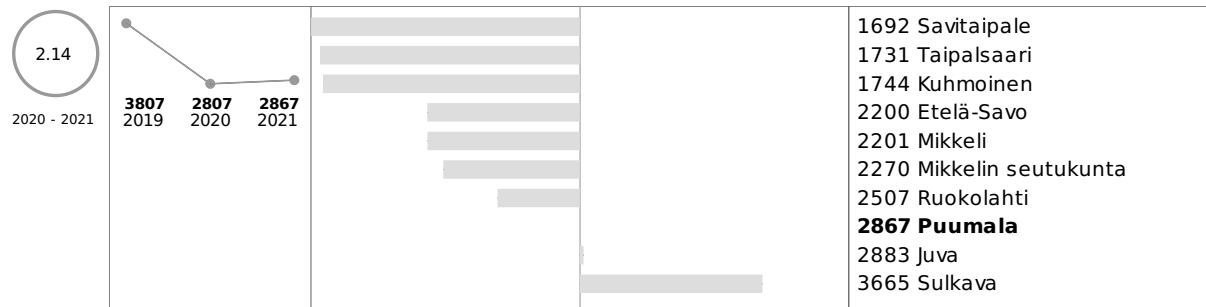 2.14
2020 - 2021
3807 2807 2867
2019 2020 2021
1692 Savitaipale
1731 Taipalsaari
1744 Kuhmoinen
2200 Etelä-Savo
2201 Mikkeli
2270 Mikkelin seutukunta
2507 Ruokolahti
2867 Puumala
2883 Juva
3665 Sulkava